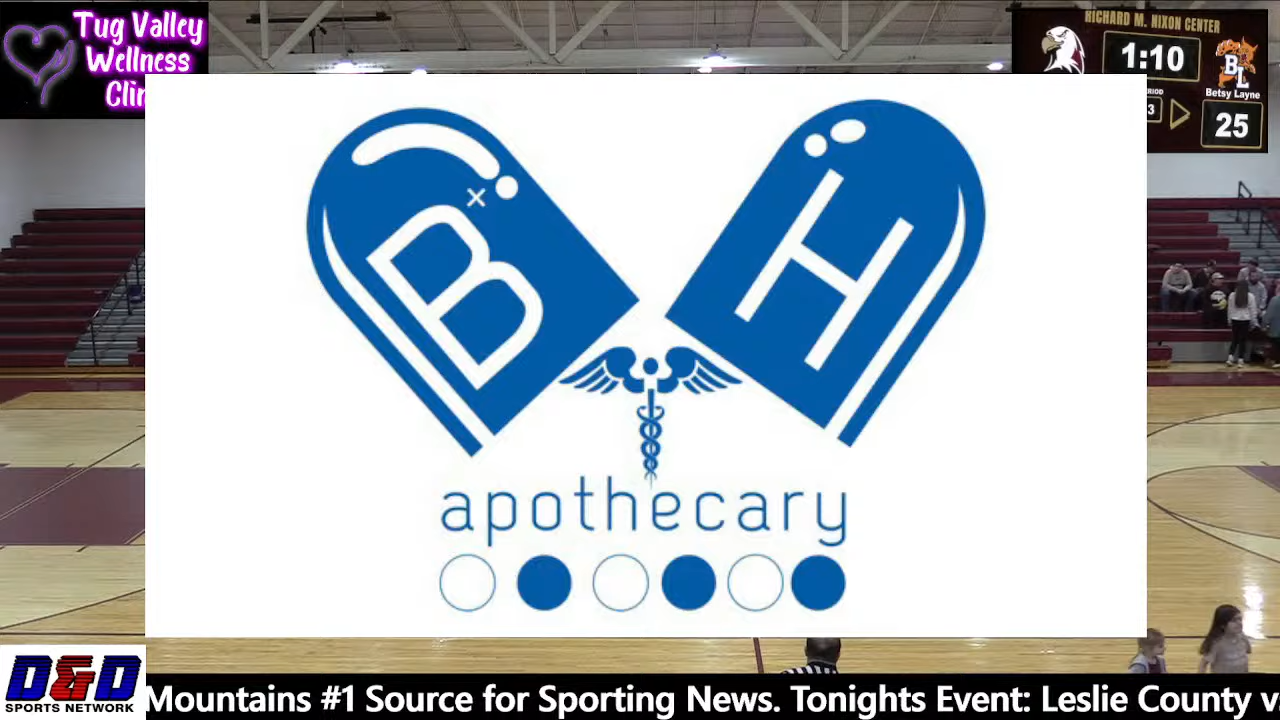 Tug Valley
Wellness
RICHARD M. NIXON CENTER
1:10
BL
Betsy Layne
3
25
B
H
apothecary
D&D
SPORTS NETWORK
Mountains #1 Source for Sporting News. Tonights Event: Leslie County